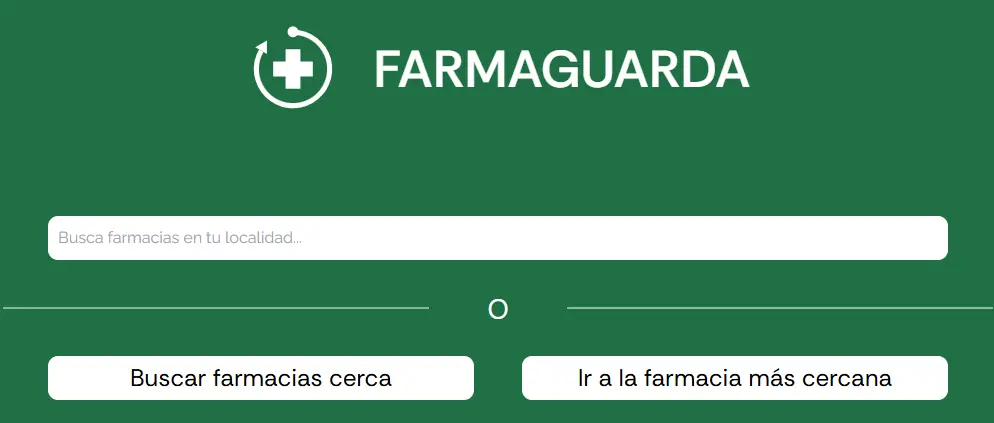 FARMAGUARDA
Busca farmacias en tu localidad...
O
Buscar farmacias cerca
Ir a la farmacia más cercana